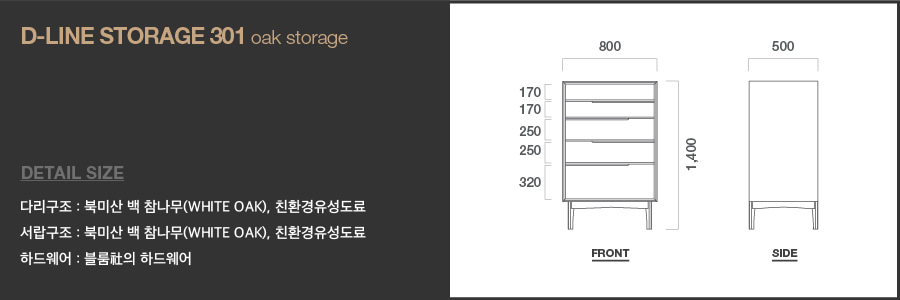 D-LINE STORAGE 301 oak storage
DETAIL SIZE
다리구조 : 북미산 백 참나무(WHITE OAK), 친환경유성도료
서랍구조 : 북미산 백 참나무(WHITE OAK), 친환경유성도료
하드웨어 : 블룸社의 하드웨어
800
500
170
170
250
250
320
1,400
FRONT
SIDE